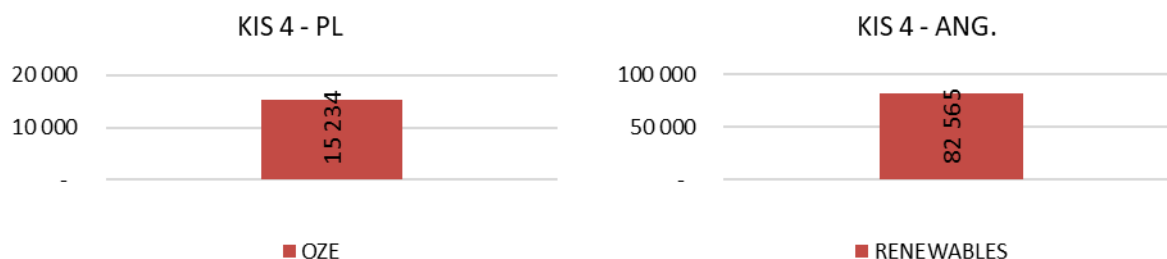 KIS 4 - PL
20 000
10 000
-
15 234
OZE
KIS 4 - ANG.
100 000
50 000
-
82 565
RENEWABLES